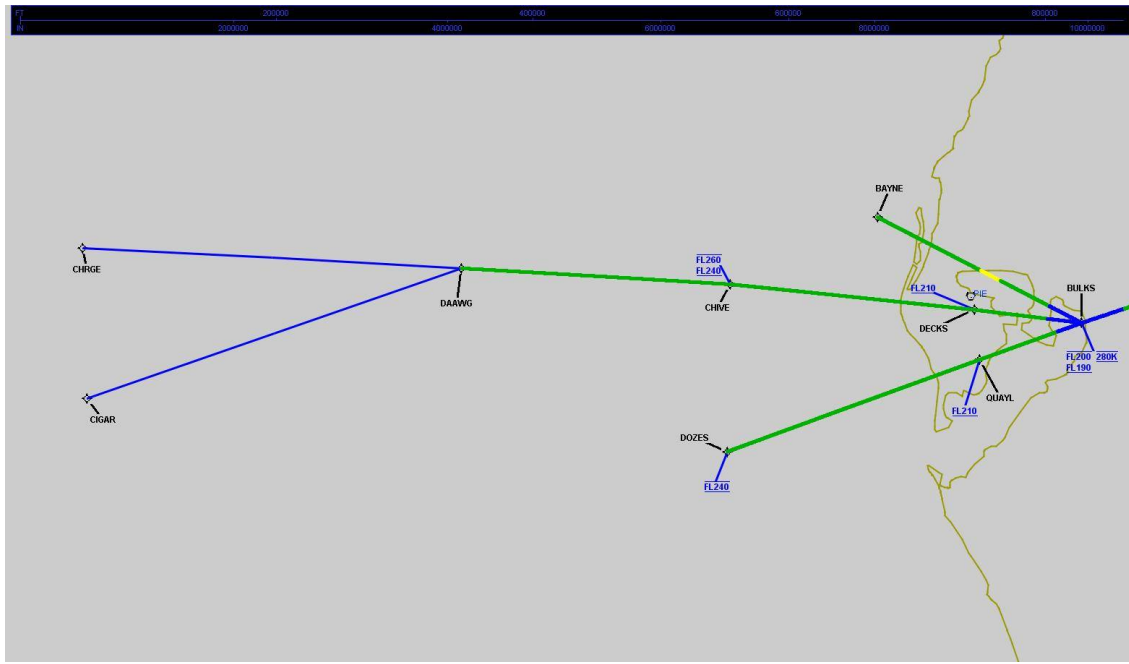 FT 200000 400000 600000 800000
IN 2000000 4000000 6000000 8000000 10000000
BAYNE
FL260
FL240
CHRGE
DAAWG
CHIVE
FL210
PIE
BULKS
DECKS
FL200 280K
FL190
CIGAR
QUAYL
FL210
DOZES
FL240